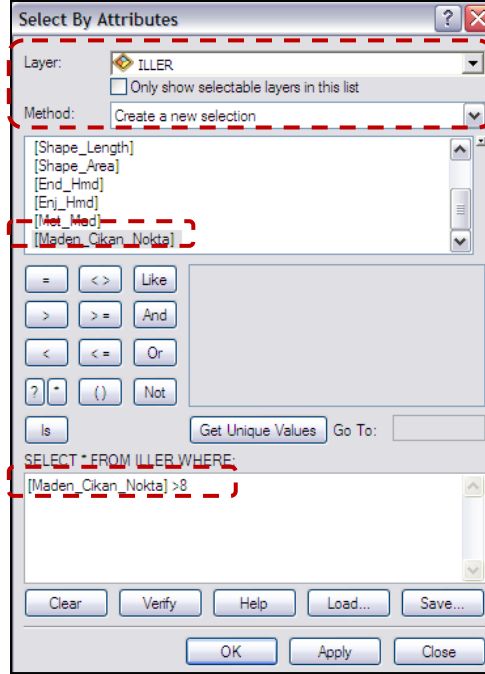 Select By Attributes
Layer: ILLER
Only show selectable layers in this list
Method: Create a new selection
[Shape_Length]
[Shape_Area]
[End_Hmd]
[Enj_Hmd]
[Met_Mad]
[Maden_Cikan_Nokta]
= < > Like
> > = And
< < = Or
? * ( ) Not
Is Get Unique Values Go To:
SELECT * FROM ILLER WHERE:
[Maden_Cikan_Nokta] >8
Clear Verify Help Load... Save...
OK Apply Close